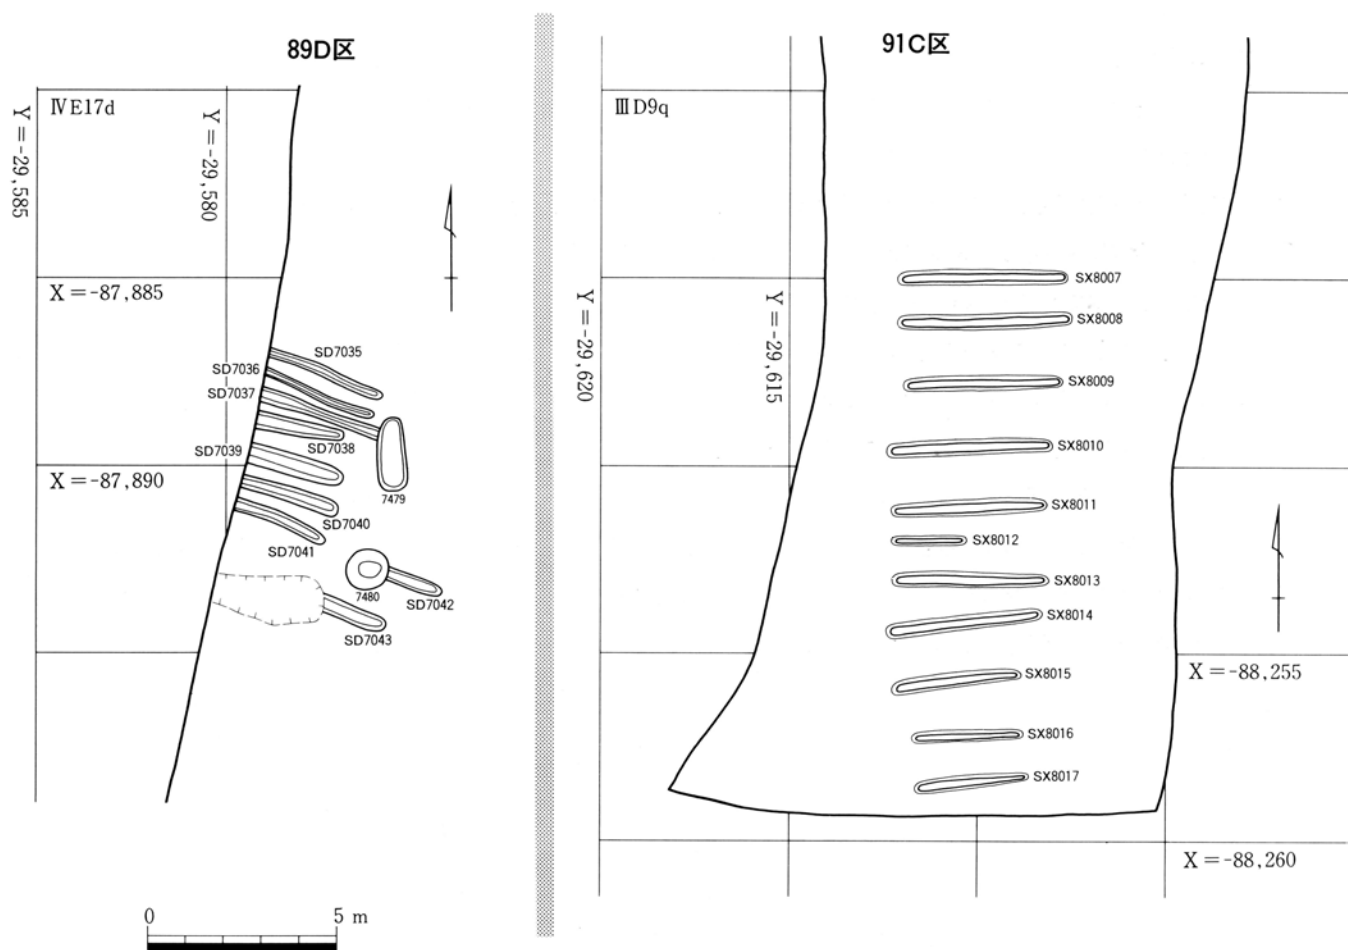 89D区
ⅣE17d
Y=-29,585
Y=-29,580
X=-87,885
SD7035
SD7036
SD7037
SD7038
SD7039
X=-87,890
7479
SD7040
SD7041
7480
SD7042
SD7043
0 5 m
91C区
ⅢD9q
Y=-29,620
Y=-29,615
SX8007
SX8008
SX8009
SX8010
SX8011
SX8012
SX8013
SX8014
SX8015
SX8016
SX8017
X=-88,255
X=-88,260